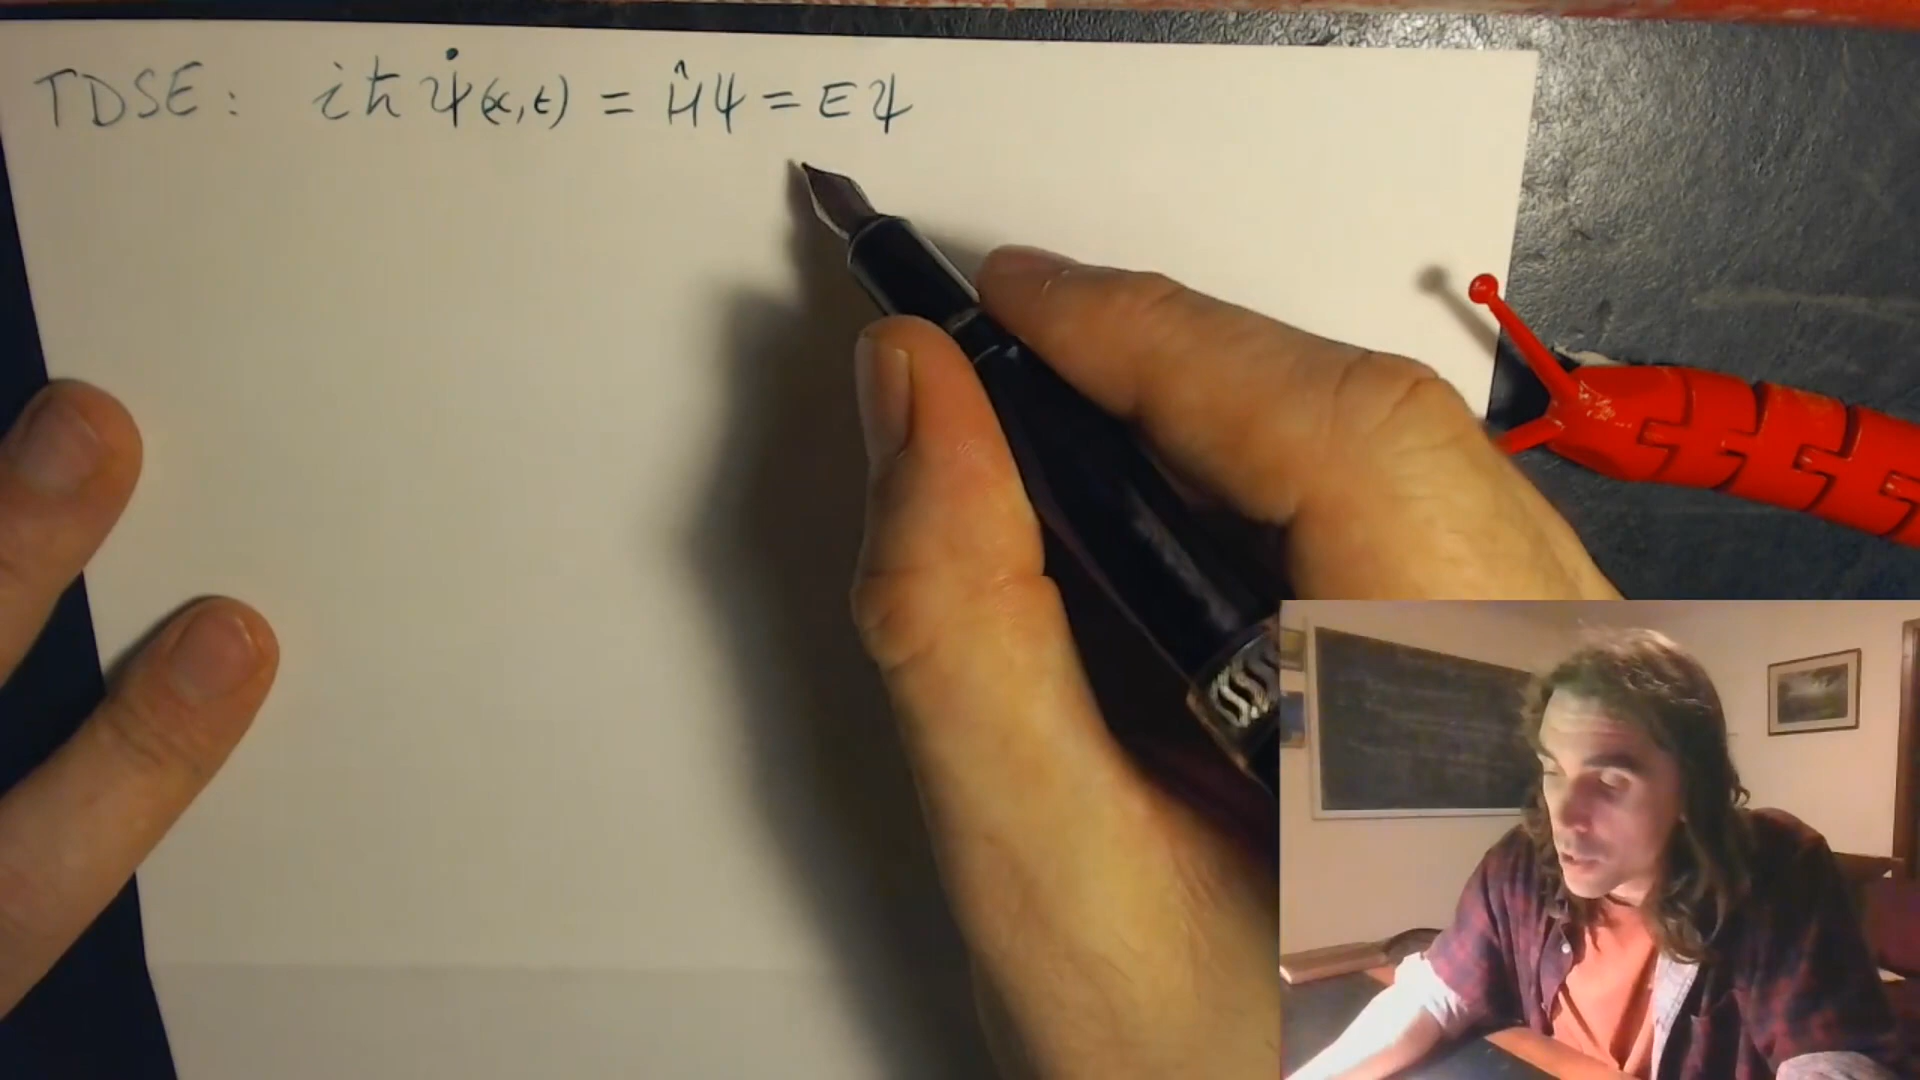 TDSE: iħψ̇(x,t) = Ĥψ = Eψ